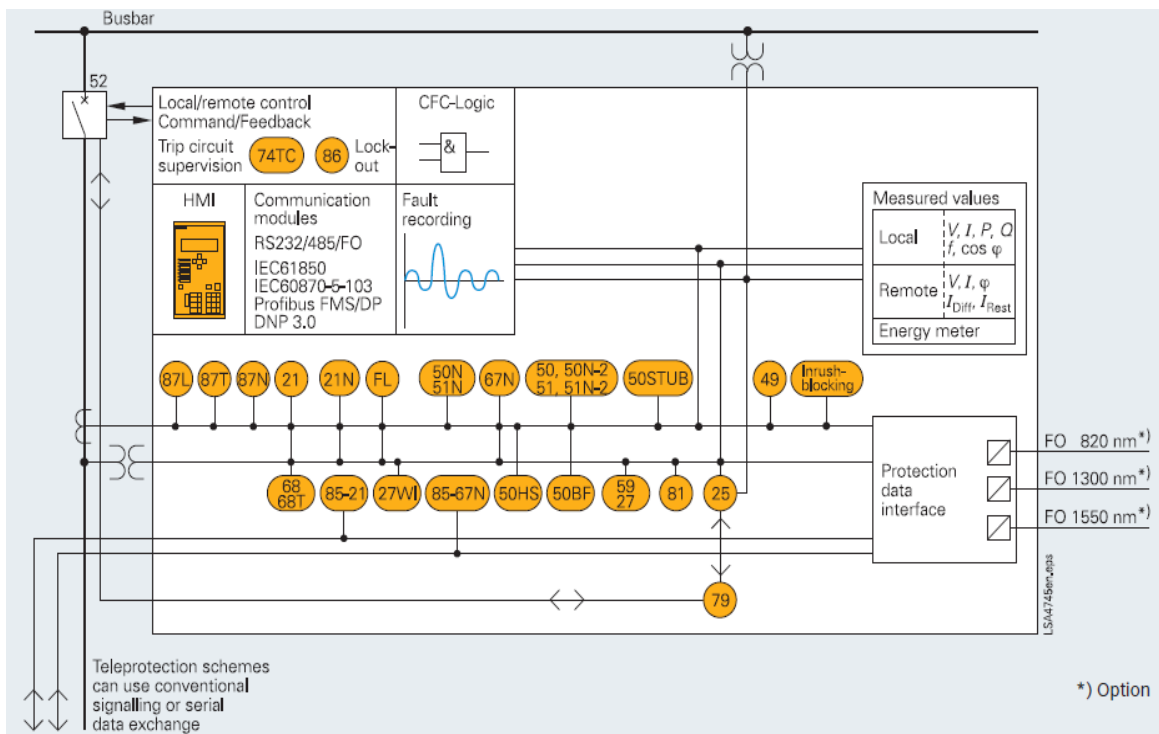 Busbar
52
Local/remote control
Command/Feedback
Trip circuit
supervision
74TC
86
Lock-
out
CFC-Logic
&
HMI
Communication
modules
RS232/485/FO
IEC61850
IEC60870-5-103
Profibus FMS/DP
DNP 3.0
Fault
recording
Measured values
Local
V, I, P, Q
f, cos φ
Remote
V, I, φ
IDiff, IRest
Energy meter
87L
87T
87N
21
21N
FL
50N
51N
67N
50, 50N-2
51, 51N-2
50STUB
49
Inrush-
blocking
68
68T
85-21
27WI
85-67N
50HS
50BF
59
27
81
25
79
Protection
data
interface
FO 820 nm*)
FO 1300 nm*)
FO 1550 nm*)
LSA4745en.eps
Teleprotection schemes
can use conventional
signalling or serial
data exchange
*) Option